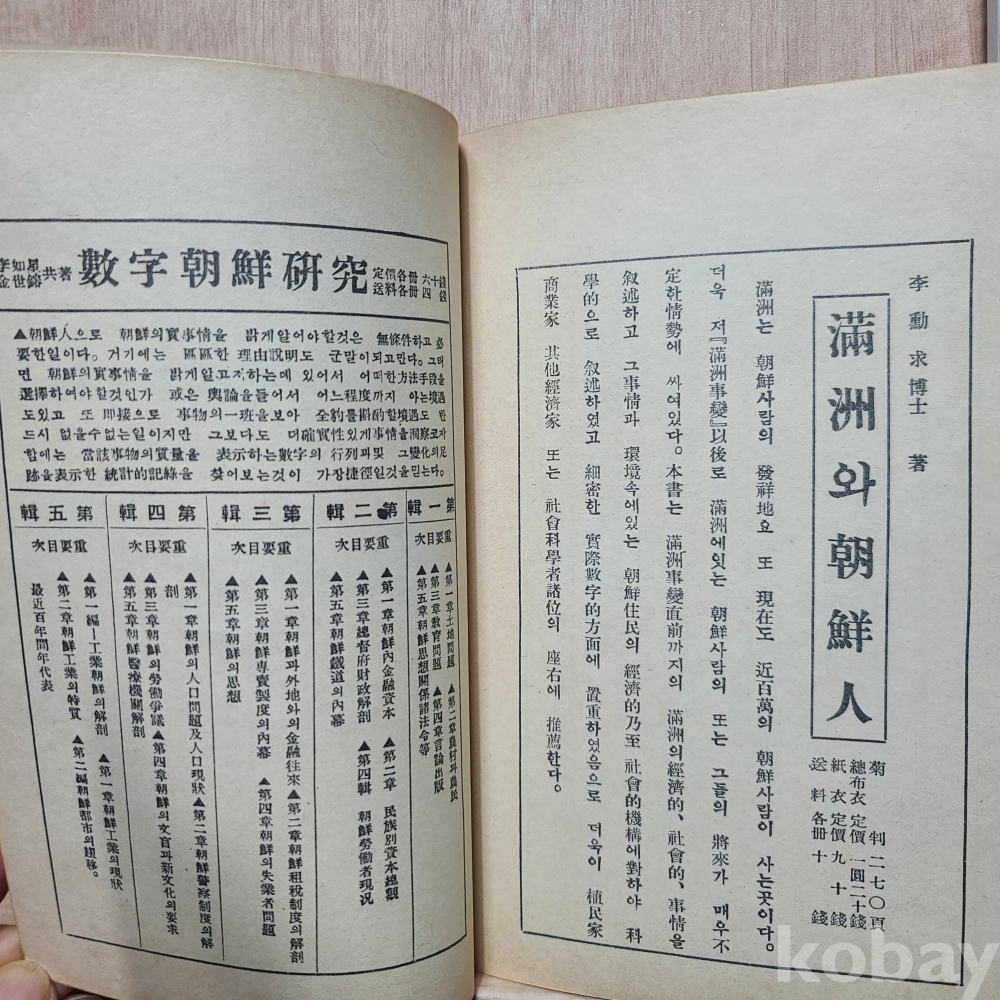 李勳求博士 著
滿洲와朝鮮人
菊判二七〇頁
總布衣定價一圓二十錢
紙衣定價九十錢
送料各冊十錢
滿洲는 朝鮮사람의 發祥地요 또 現在도 近百萬의 朝鮮사람이 사는곳이다.
더욱 저『滿洲事變』以後로 滿洲에잇는 朝鮮사람의 또는 그들의 將來가 매우不
定한情勢에 싸여있다. 本書는 滿洲事變直前까지의 滿洲의經濟的、社會的、事情을
叙述하고 그事情과 環境속에있는 朝鮮住民의 經濟的乃至 社會的機構에對하야 科
學的으로 叙述하였고 細密한 實際數字的方面에 置重하였음으로 더욱이 植民家
商業家 其他經濟家 또는 社會科學者諸位의 座右에 推薦한다.
李如星
金世鎔
共著
數字朝鮮研究
定價各冊六十錢
送料各冊四錢
▲朝鮮人으로 朝鮮의實事情을 밝게알어야할것은 無條件하고 必
要한일이다。거기에는 區區한 理由說明도 군말이되고만다。그러
면 朝鮮의實事情을 밝게알고저하는데 있어서 어떠한方法手段을
選擇하여야할것인가 或은 輿論을들어서 어느程度까지 아는境遇
도있고 또 卽接으로 事物의一班을보아 全豹를斟酌할境遇도 반
드시 없을수없는일이지만 그보다도 더確實性있게事情을洞察코자
함에는 當該事物의質量을 表示하는數字의 行列과및 그變化의足
跡을表示한 統計的記錄을 찾어보는것이 가장捷徑일것을믿는다。
第一輯
重要目次
▲第一章土地問題 ▲第二章農村과農民
▲第三章敎育問題 ▲第四章言論出版
▲第五章朝鮮思想關係諸法令等
第二輯
重要目次
▲第一章朝鮮內金融資本 ▲第二章 民族別資本總觀
▲第三章總督府財政解剖 ▲第四輯 朝鮮勞働者現况
▲第五章朝鮮鐵道의內幕
第三輯
重要目次
▲第一章朝鮮과外地와의金融往來▲第二章朝鮮租稅制度의解剖
▲第三章朝鮮專賣制度의內幕 ▲第四章朝鮮의失業者問題
▲第五章朝鮮의思想
第四輯
重要目次
▲第一章朝鮮의人口問題及人口現狀▲第二章朝鮮警察制度의解
剖
▲第三章朝鮮의勞働爭議▲第四章朝鮮의文盲과新文化의要求
▲第五章朝鮮醫療機關解剖
第五輯
重要目次
▲第一編—工業朝鮮의解剖 ▲第一章朝鮮工業의現狀
▲第二章朝鮮工業의特質 ▲第二編朝鮮都市의趨移。
最近百年間年代表
kobay